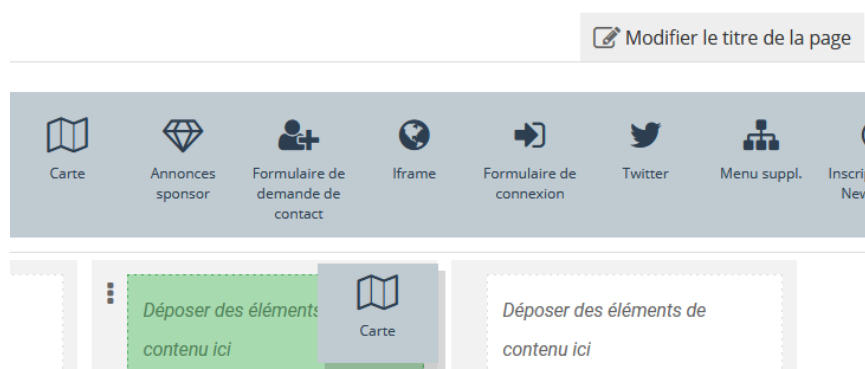 Modifier le titre de la page
Carte
Annonces
sponsor
Formulaire de
demande de
contact
Iframe
Formulaire de
connexion
Twitter
Menu suppl.
Déposer des éléments
contenu ici
Carte
Déposer des éléments de
contenu ici